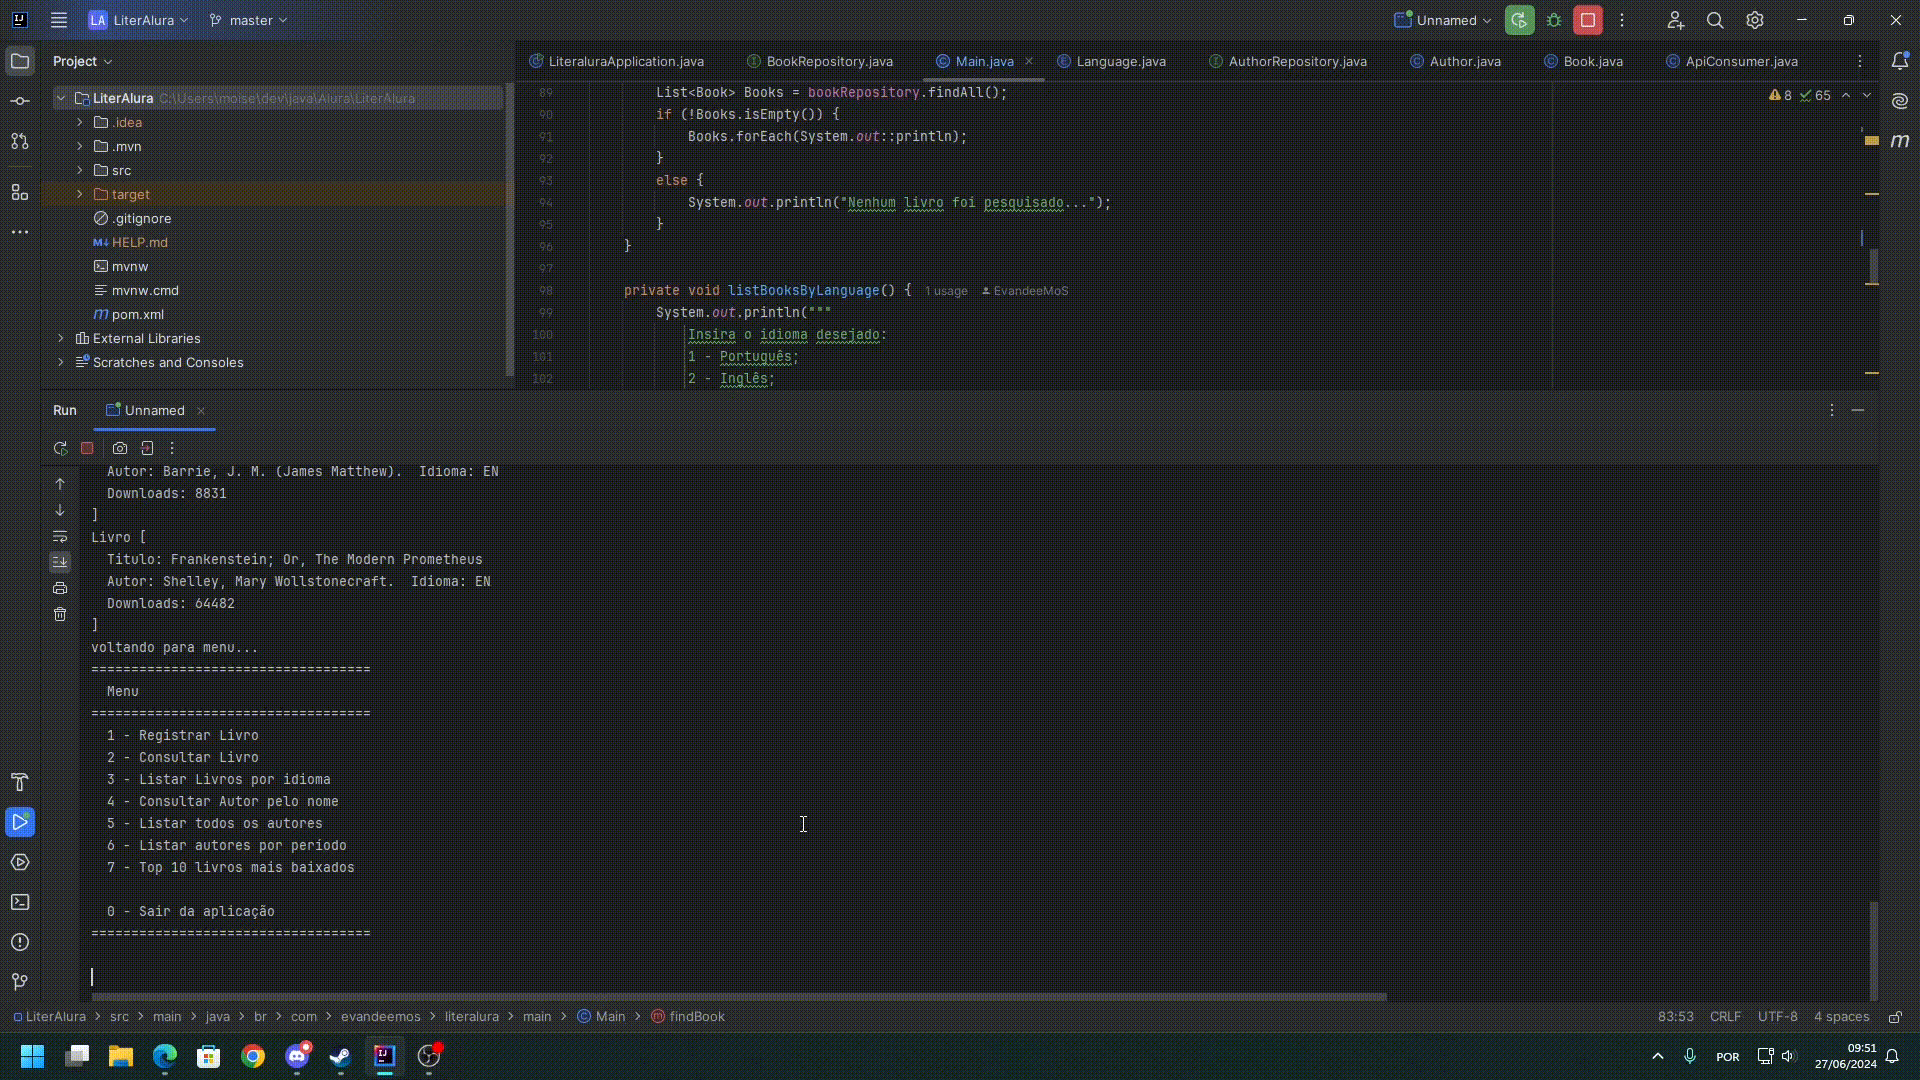 LA LiterAlura master Unnamed
Project
LiteraluraApplication.java BookRepository.java Main.java Language.java AuthorRepository.java Author.java Book.java ApiConsumer.java
LiterAlura C:\Users\moise\dev\java\Alura\LiterAlura
.idea
.mvn
src
target
.gitignore
M↓ HELP.md
mvnw
mvnw.cmd
m pom.xml
External Libraries
Scratches and Consoles
8 65
89 List<Book> Books = bookRepository.findAll();
90 if (!Books.isEmpty()) {
91 Books.forEach(System.out::println);
92 }
93 else {
94 System.out.println("Nenhum livro foi pesquisado...");
95 }
96 }
97
98 private void listBooksByLanguage() { 1 usage EvandeeMoS
99 System.out.println("""
100 Insira o idioma desejado:
101 1 - Português;
102 2 - Inglês;
Run Unnamed
Autor: Barrie, J. M. (James Matthew). Idioma: EN
Downloads: 8831
]
Livro [
Titulo: Frankenstein; Or, The Modern Prometheus
Autor: Shelley, Mary Wollstonecraft. Idioma: EN
Downloads: 64482
]
voltando para menu...
===================================
Menu
===================================
1 - Registrar Livro
2 - Consultar Livro
3 - Listar Livros por idioma
4 - Consultar Autor pelo nome
5 - Listar todos os autores
6 - Listar autores por período
7 - Top 10 livros mais baixados
0 - Sair da aplicação
===================================
LiterAlura > src > main > java > br > com > evandeemos > literalura > main > Main > findBook 83:53 CRLF UTF-8 4 spaces
POR 09:51
27/06/2024